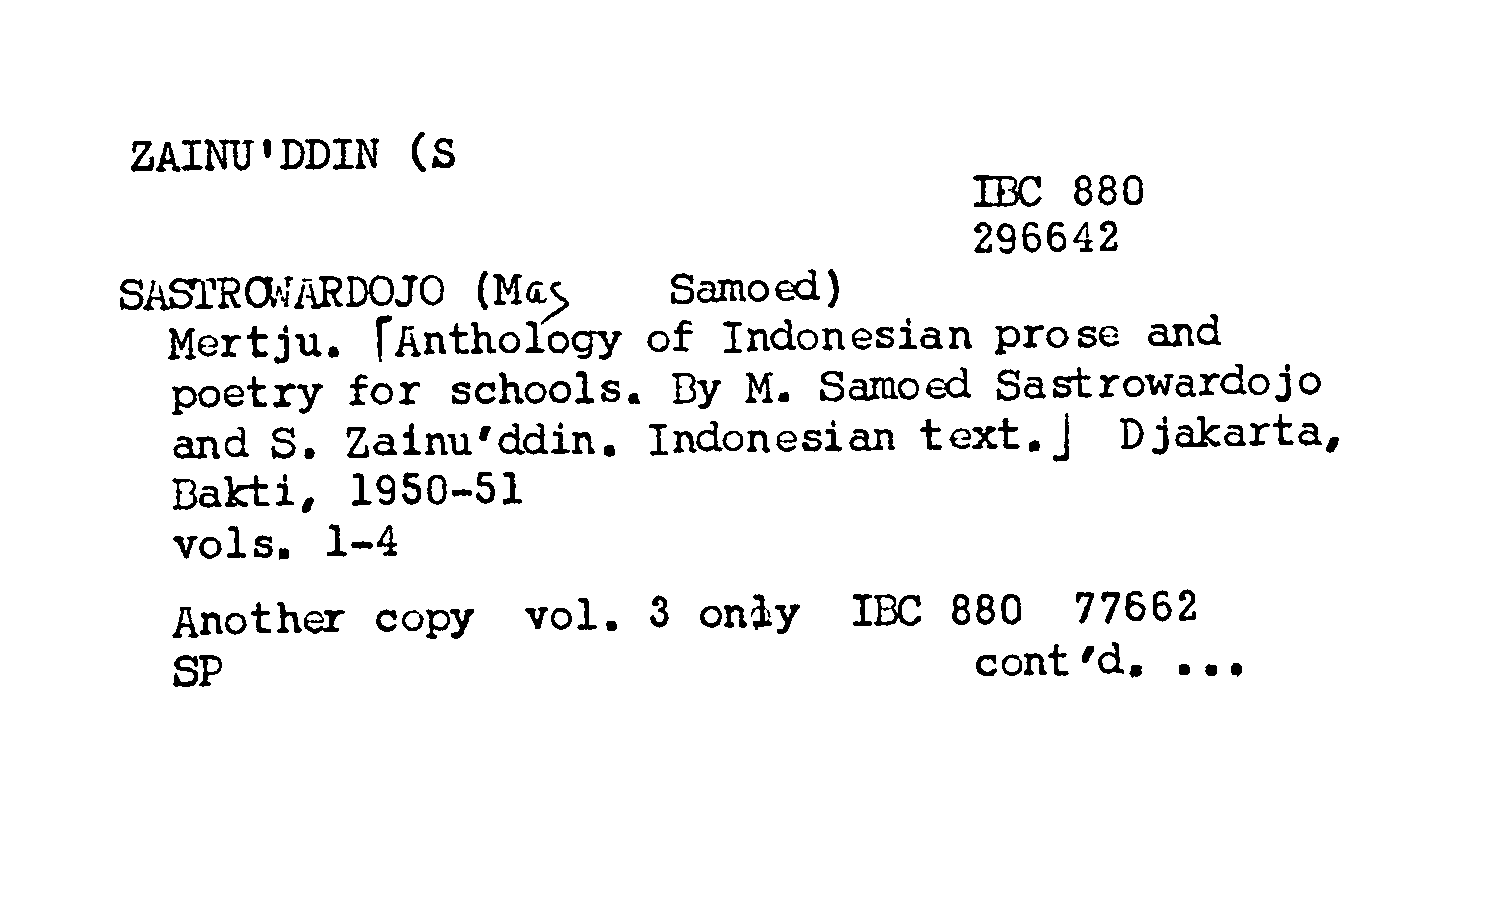 ZAINU'DDIN (S
IBC 880
296642
SASTROWARDOJO (Mas Samoed)
Mertju. ⌈Anthology of Indonesian prose and
poetry for schools. By M. Samoed Sastrowardojo
and S. Zainu'ddin. Indonesian text.⌋ Djakarta,
Bakti, 1950-51
vols. 1-4
Another copy vol. 3 only IBC 880 77662
SP cont'd. ...